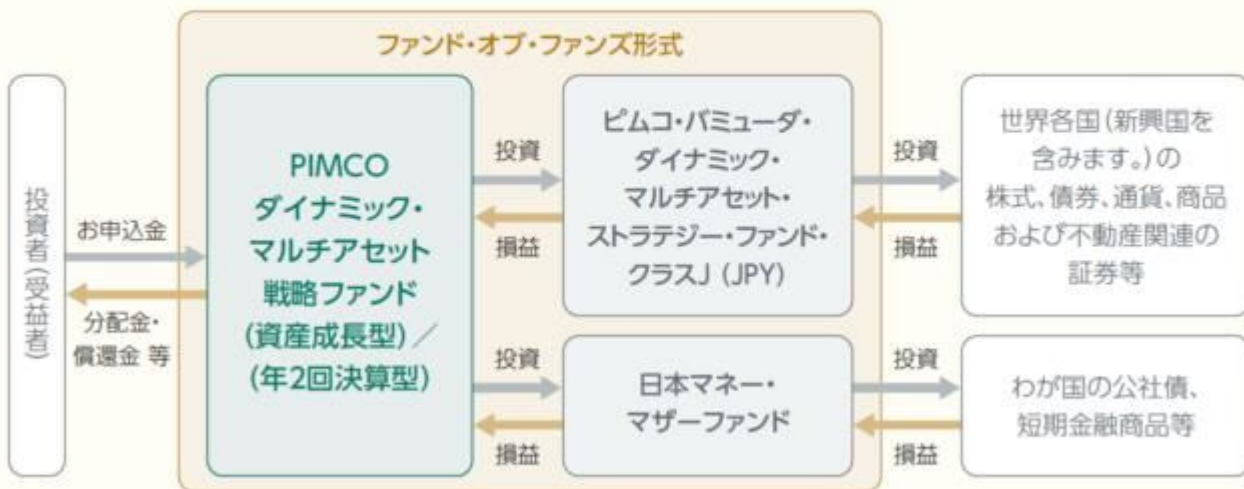 ファンド・オブ・ファンズ形式
投資者(受益者)
お申込金
分配金・
償還金 等
PIMCO
ダイナミック・
マルチアセット
戦略ファンド
(資産成長型)／
(年2回決算型)
投資
損益
ピムコ・バミューダ・
ダイナミック・
マルチアセット・
ストラテジー・ファンド・
クラスJ (JPY)
投資
損益
世界各国(新興国を
含みます。)の
株式、債券、通貨、商品
および不動産関連の
証券等
投資
損益
日本マネー・
マザーファンド
投資
損益
わが国の公社債、
短期金融商品等